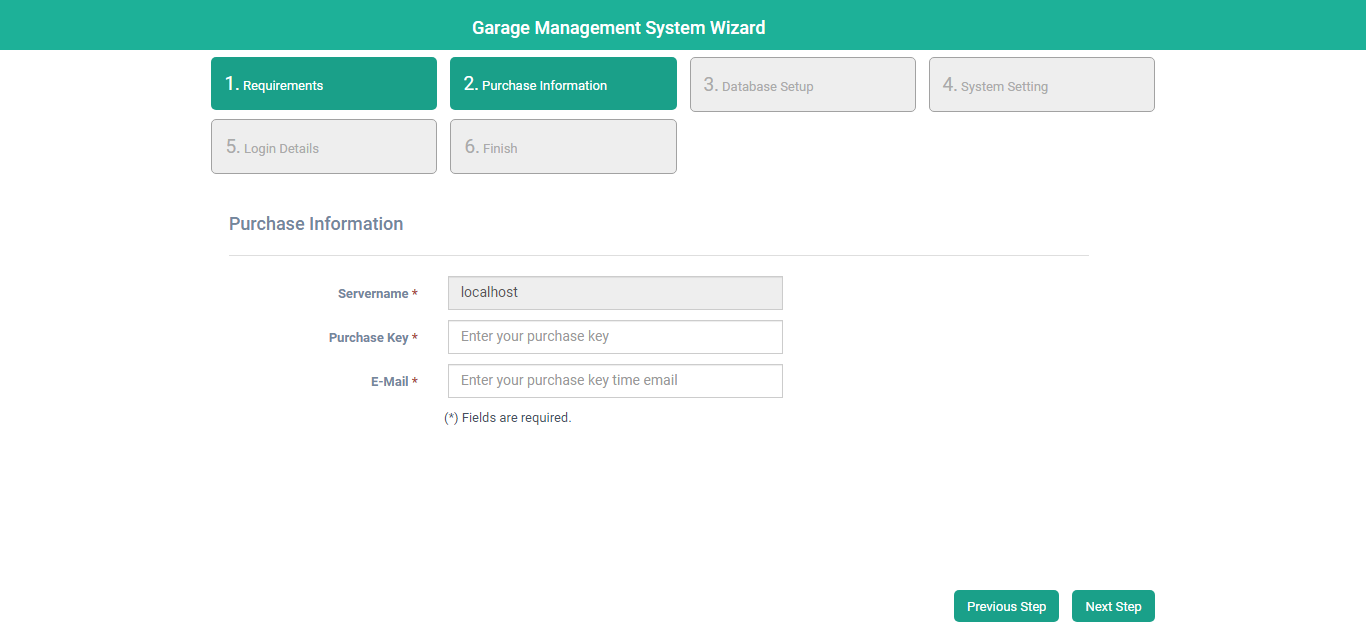 Garage Management System Wizard
1. Requirements
2. Purchase Information
3. Database Setup
4. System Setting
5. Login Details
6. Finish
Purchase Information
Servername * localhost
Purchase Key * Enter your purchase key
E-Mail * Enter your purchase key time email
(*) Fields are required.
Previous Step Next Step